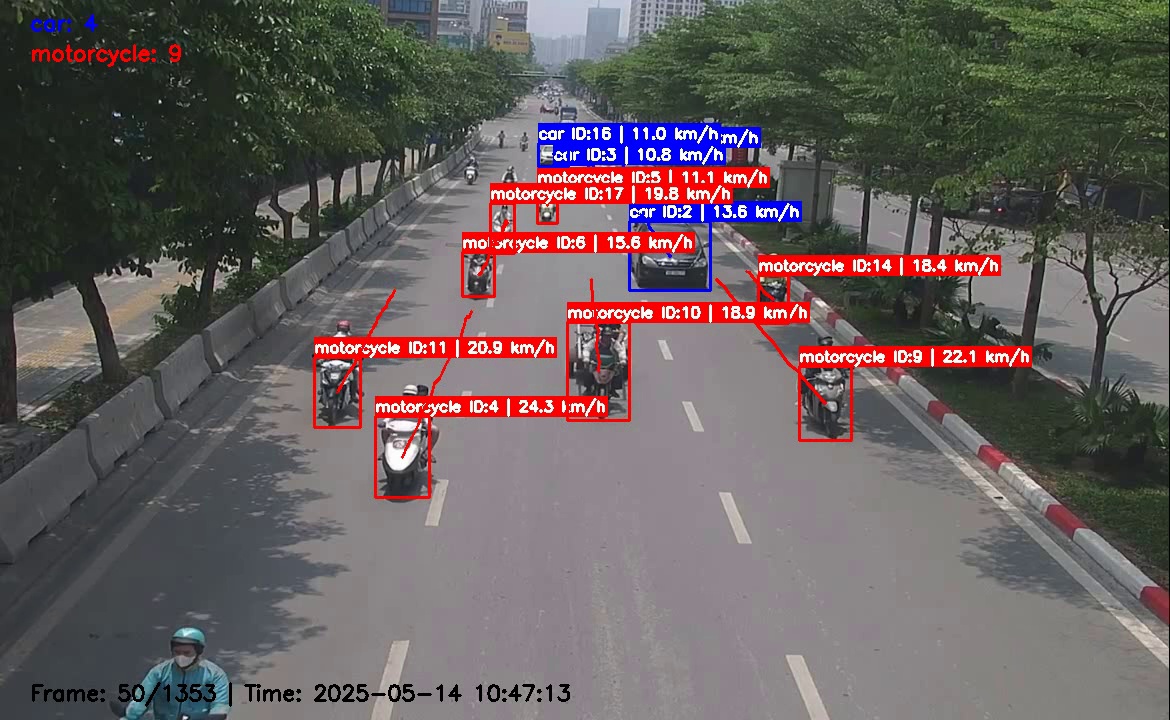 car: 4
motorcycle: 9
car ID:16 | 11.0 km/h
m/h
car ID:3 | 10.8 km/h
motorcycle ID:5 | 11.1 km/h
motorcycle ID:17 | 19.8 km/h
car ID:2 | 13.6 km/h
motorcycle ID:6 | 15.6 km/h
motorcycle ID:14 | 18.4 km/h
motorcycle ID:10 | 18.9 km/h
motorcycle ID:11 | 20.9 km/h
motorcycle ID:9 | 22.1 km/h
motorcycle ID:4 | 24.3 km/h
Frame: 50/1353 | Time: 2025-05-14 10:47:13